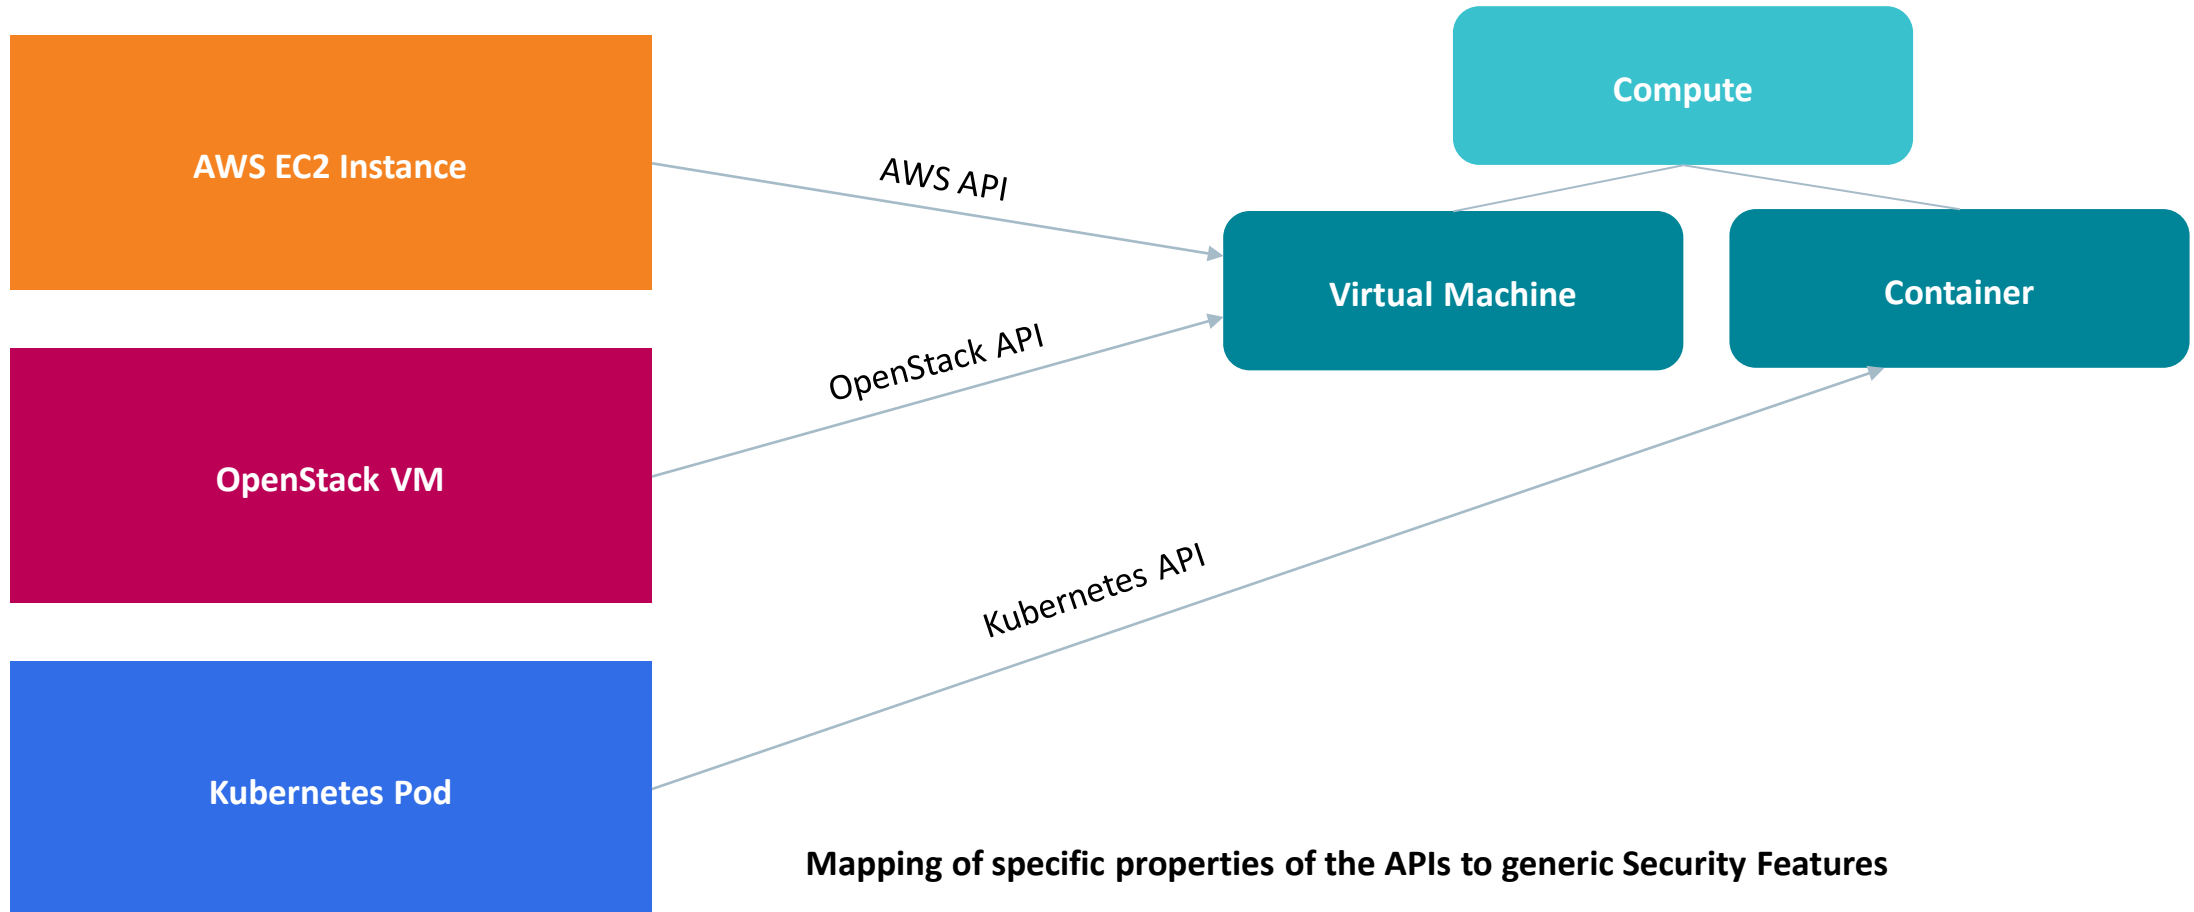 Compute
AWS EC2 Instance
AWS API
Virtual Machine
Container
OpenStack API
OpenStack VM
Kubernetes API
Kubernetes Pod
Mapping of specific properties of the APIs to generic Security Features